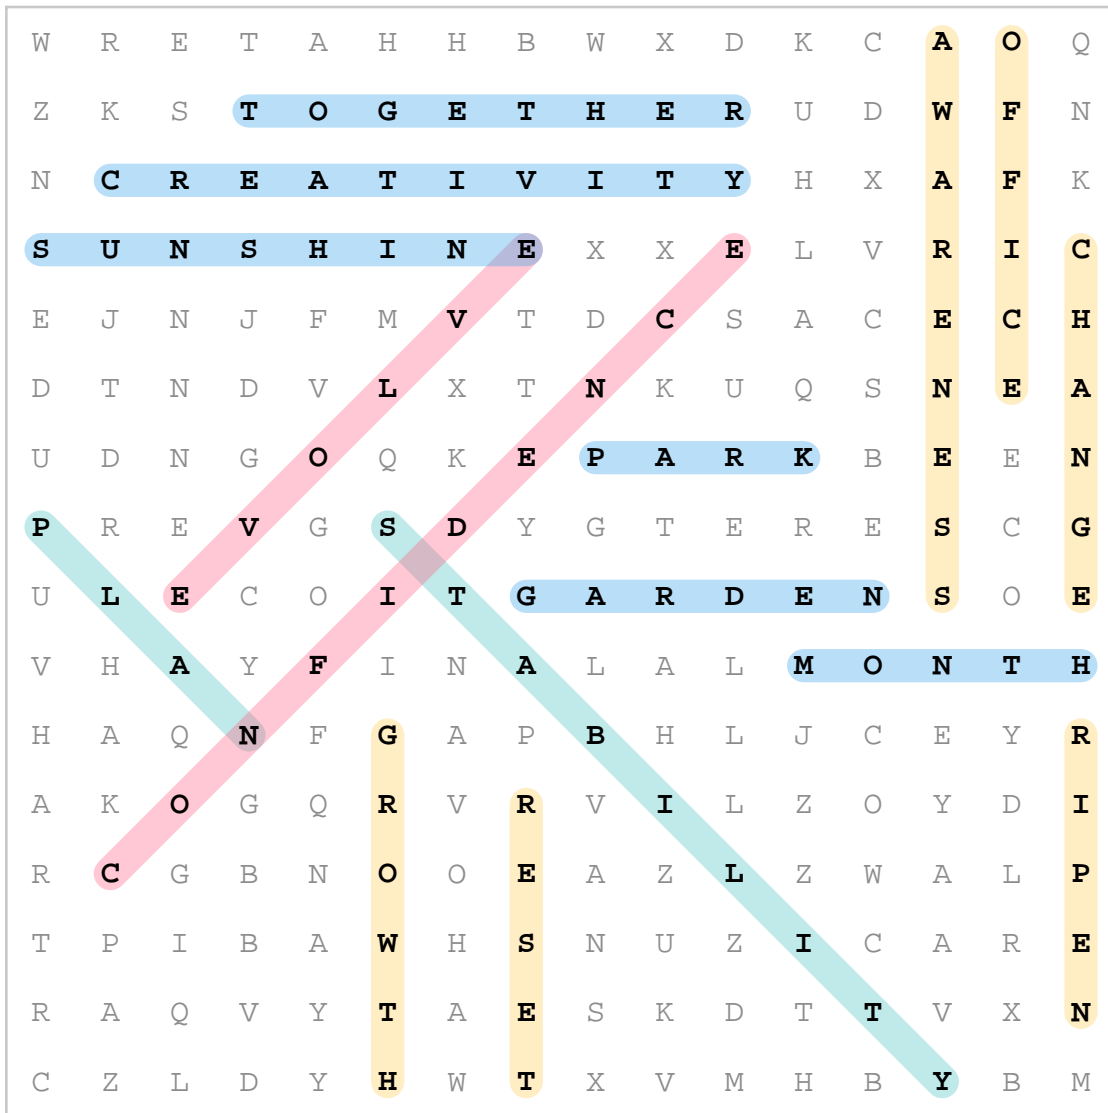 W R E T A H H B W X D K C A O Q
Z K S T O G E T H E R U D W F N
N C R E A T I V I T Y H X A F K
S U N S H I N E X X E L V R I C
E J N J F M V T D C S A C E C H
D T N D V L X T N K U Q S N E A
U D N G O Q K E P A R K B E E N
P R E V G S D Y G T E R E S C G
U L E C O I T G A R D E N S O E
V H A Y F I N A L A L M O N T H
H A Q N F G A P B H L J C E Y R
A K O G Q R V R V I L Z O Y D I
R C G B N O O E A Z L Z W A L P
T P I B A W H S N U Z I C A R E
R A Q V Y T A E S K D T T V X N
C Z L D Y H W T X V M H B Y B M